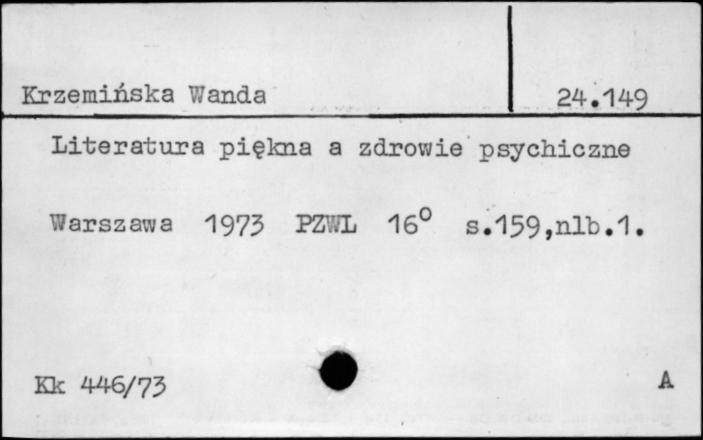 Krzemińska Wanda 24.149
Literatura piękna a zdrowie psychiczne
Warszawa 1973 PZWL 16° s.159,nlb.1.
Kk 446/73 A